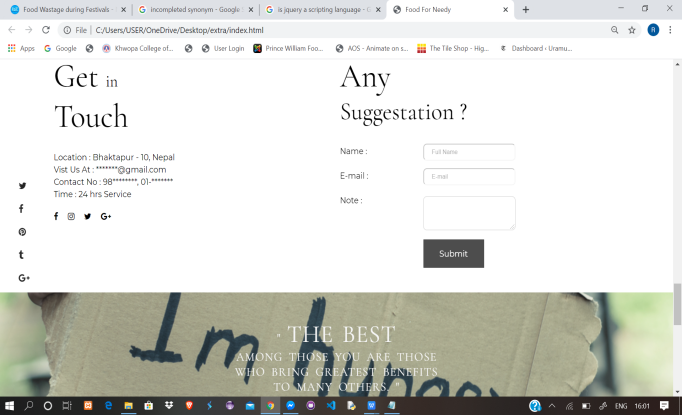 Food Wastage during Festivals -
incompleted synonym - Google
is jquery a scripting language - G
Food For Needy
File
C:/Users/USER/OneDrive/Desktop/extra/index.html
R
Apps
Google
Khwopa College of...
User Login
Prince William Foo...
AOS - Animate on s...
The Tile Shop - Hig...
Dashboard ‹ Uramu...
Get in
Touch
Location : Bhaktapur - 10, Nepal
Vist Us At : *******@gmail.com
Contact No : 98********, 01-*******
Time : 24 hrs Service
Any
Suggestation ?
Name :
Full Name
E-mail :
E-mail
Note :
Submit
I'm hungry
" THE BEST
AMONG THOSE YOU ARE THOSE
WHO BRING GREATEST BENEFITS
TO MANY OTHERS. "
ENG
16:01